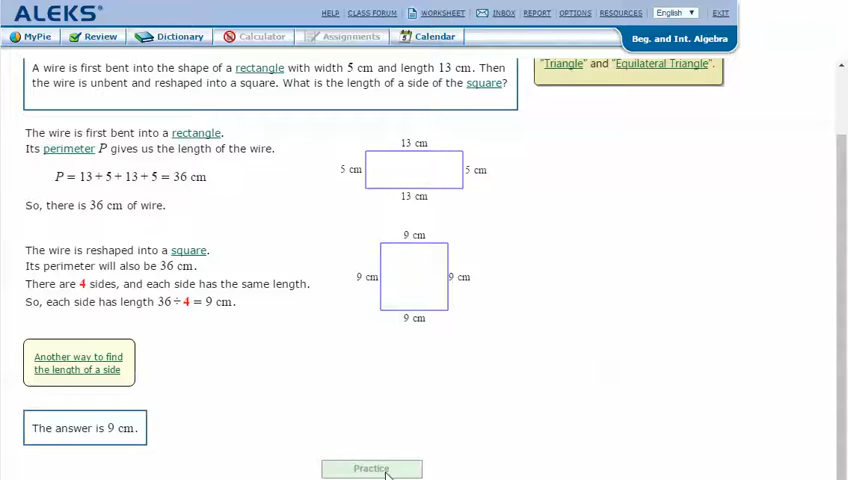 ALEKS®
HELP CLASS FORUM WORKSHEET INBOX REPORT OPTIONS RESOURCES English ▼ EXIT
MyPie Review Dictionary Calculator Assignments Calendar
Beg. and Int. Algebra
A wire is first bent into the shape of a rectangle with width 5 cm and length 13 cm. Then
the wire is unbent and reshaped into a square. What is the length of a side of the square?
"Triangle" and "Equilateral Triangle".
The wire is first bent into a rectangle.
Its perimeter P gives us the length of the wire.
P = 13 + 5 + 13 + 5 = 36 cm
So, there is 36 cm of wire.
13 cm
5 cm
5 cm
13 cm
The wire is reshaped into a square.
Its perimeter will also be 36 cm.
There are 4 sides, and each side has the same length.
So, each side has length 36 ÷ 4 = 9 cm.
9 cm
9 cm
9 cm
9 cm
Another way to find
the length of a side
The answer is 9 cm.
Practice